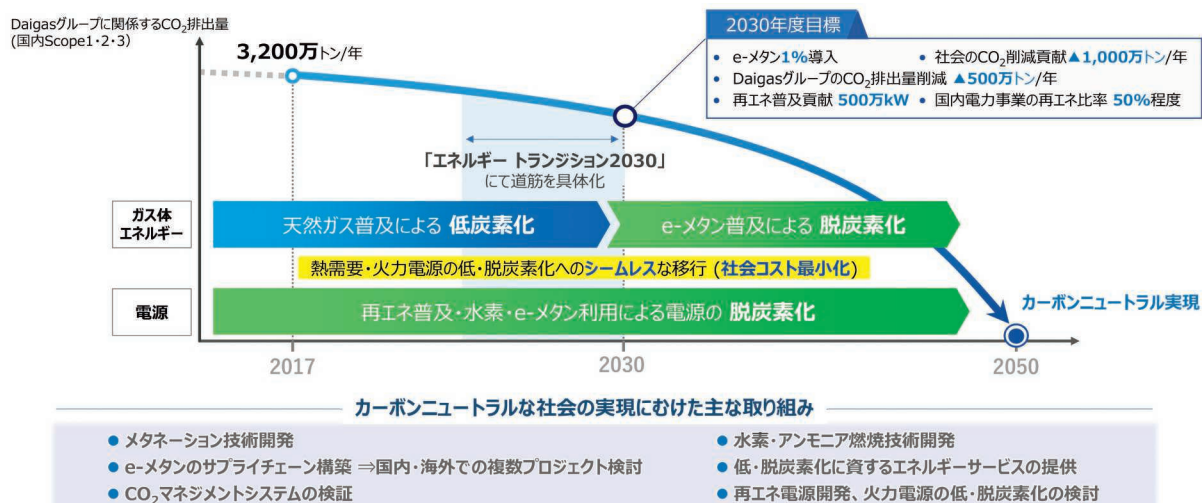 Daigasグループに関係するCO₂排出量
(国内Scope1・2・3)
3,200万トン/年
2030年度目標
• e-メタン1%導入 • 社会のCO₂削減貢献▲1,000万トン/年
• DaigasグループのCO₂排出量削減 ▲500万トン/年
• 再エネ普及貢献 500万kW • 国内電力事業の再エネ比率 50%程度
「エネルギー トランジション2030」
にて道筋を具体化
ガス体
エネルギー
天然ガス普及による 低炭素化
e-メタン普及による 脱炭素化
熱需要・火力電源の低・脱炭素化へのシームレスな移行 (社会コスト最小化)
電源
再エネ普及・水素・e-メタン利用による電源の 脱炭素化
カーボンニュートラル実現
2017
2030
2050
カーボンニュートラルな社会の実現にむけた主な取り組み
● メタネーション技術開発
● e-メタンのサプライチェーン構築 ⇒国内・海外での複数プロジェクト検討
● CO₂マネジメントシステムの検証
● 水素・アンモニア燃焼技術開発
● 低・脱炭素化に資するエネルギーサービスの提供
● 再エネ電源開発、火力電源の低・脱炭素化の検討